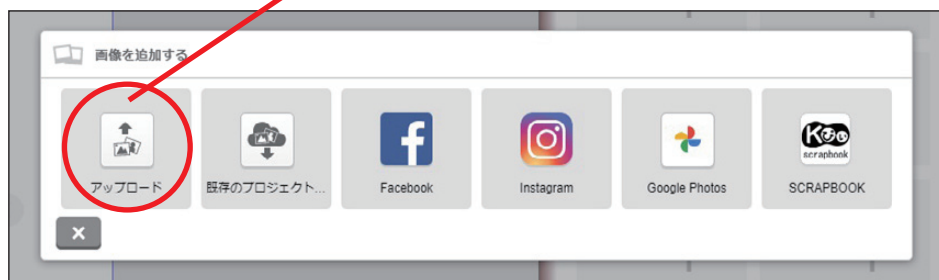 画像を追加する
アップロード
既存のプロジェクト...
Facebook
Instagram
Google Photos
SCRAPBOOK
scrapbook